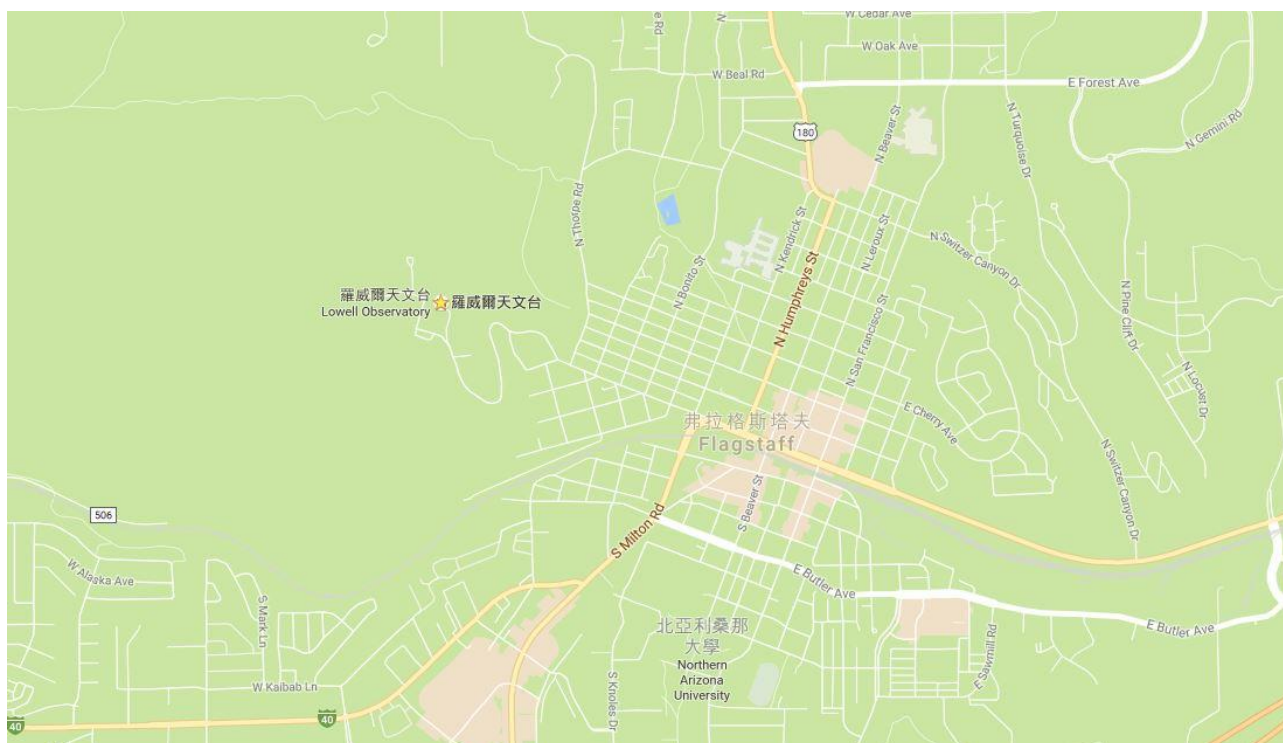 W Cedar Ave
W Oak Ave
W Beal Rd
E Forest Ave
180
N Beaver St
N Turquoise Dr
N Gemini Rd
N Thorpe Rd
N Kendrick St
N Leroux St
N Switzer Canyon Dr
N Bonito St
N Humphreys St
N San Francisco St
N Pine Cliff Dr
羅威爾天文台
Lowell Observatory
羅威爾天文台
N Locust Dr
E Cherry Ave
弗拉格斯塔夫
Flagstaff
N Switzer Canyon Dr
506
S Milton Rd
S Beaver St
W Alaska Ave
S Mark Ln
E Butler Ave
E Butler Ave
北亞利桑那
大學
Northern
Arizona
University
E Sawmill Rd
S Knoles Dr
W Kaibab Ln
40
40